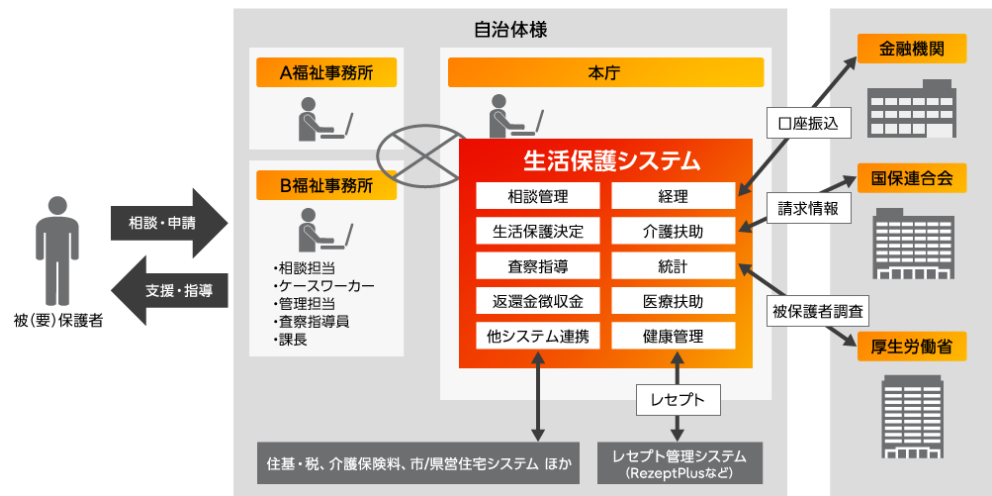 自治体様
A福祉事務所
本庁
B福祉事務所
・相談担当
・ケースワーカー
・管理担当
・査察指導員
・課長
相談・申請
支援・指導
被(要)保護者
生活保護システム
相談管理
経理
生活保護決定
介護扶助
査察指導
統計
返還金徴収金
医療扶助
他システム連携
健康管理
レセプト
住基・税、介護保険料、市/県営住宅システム ほか
レセプト管理システム
(RezeptPlusなど)
口座振込
請求情報
被保護者調査
金融機関
国保連合会
厚生労働省